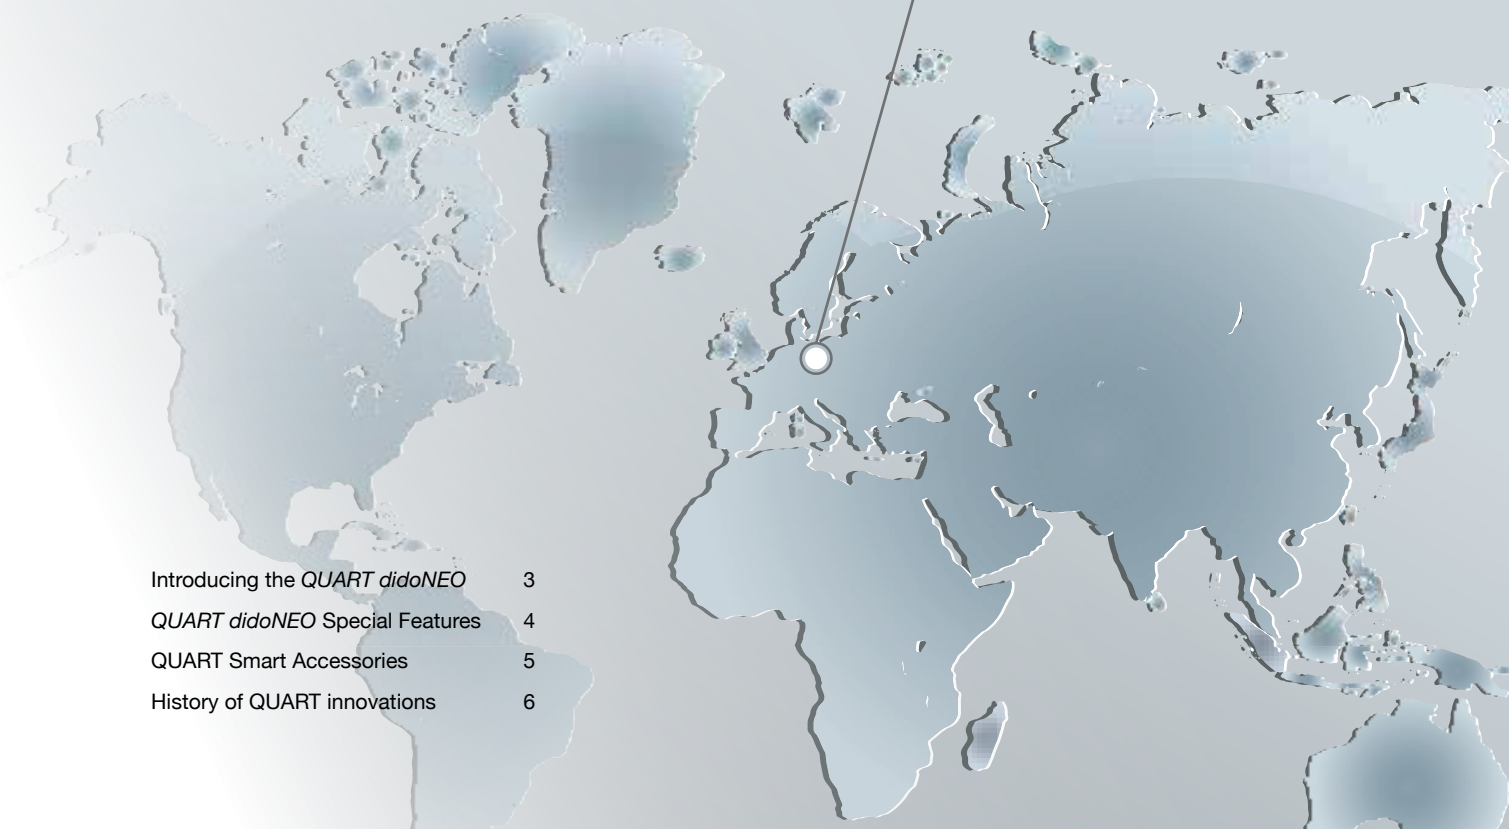 Introducing the QUART didoNEO 3
QUART didoNEO Special Features 4
QUART Smart Accessories 5
History of QUART innovations 6